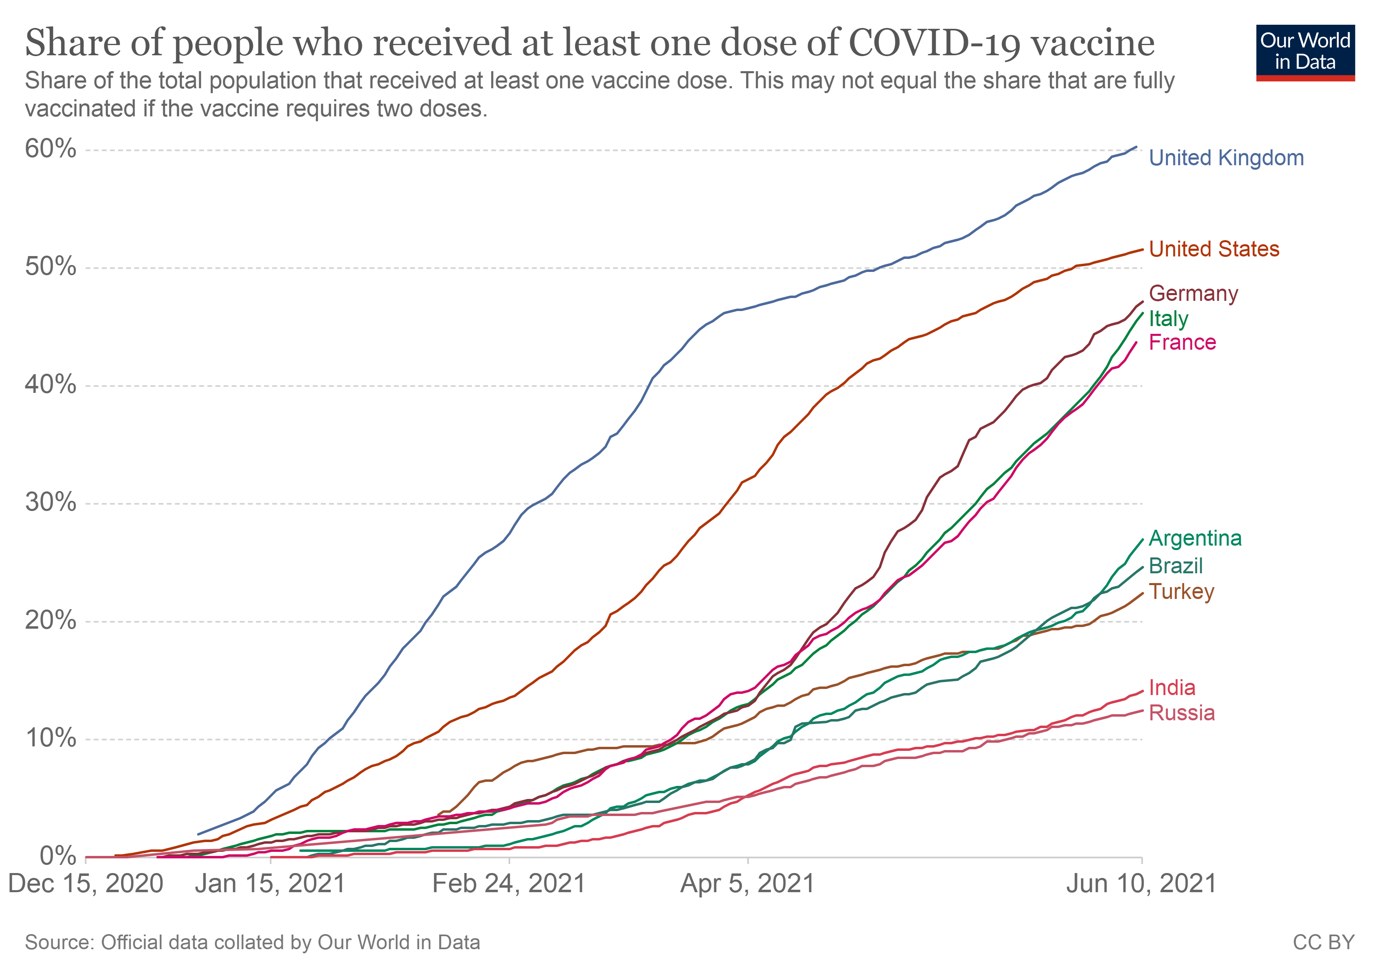 Share of people who received at least one dose of COVID-19 vaccine
Our World
in Data
Share of the total population that received at least one vaccine dose. This may not equal the share that are fully
vaccinated if the vaccine requires two doses.
60%
United Kingdom
50%
United States
Germany
Italy
France
40%
30%
Argentina
Brazil
Turkey
20%
India
Russia
10%
0%
Dec 15, 2020
Jan 15, 2021
Feb 24, 2021
Apr 5, 2021
Jun 10, 2021
Source: Official data collated by Our World in Data
CC BY